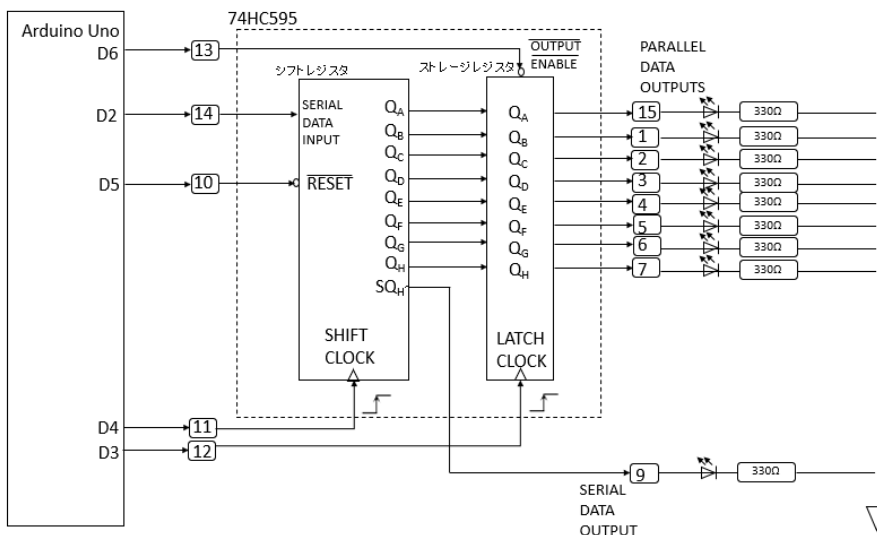 74HC595
Arduino Uno
D6
13
OUTPUT
ENABLE
PARALLEL
DATA
OUTPUTS
シフトレジスタ
ストレージレジスタ
D2
14
SERIAL
DATA
INPUT
QA
QB
QC
QD
QE
QF
QG
QH
SQH
QA
QB
QC
QD
QE
QF
QG
QH
15
330Ω
1
330Ω
2
330Ω
3
330Ω
4
330Ω
5
330Ω
6
330Ω
7
330Ω
D5
10
RESET
SHIFT
CLOCK
LATCH
CLOCK
D4
11
D3
12
9
330Ω
SERIAL
DATA
OUTPUT